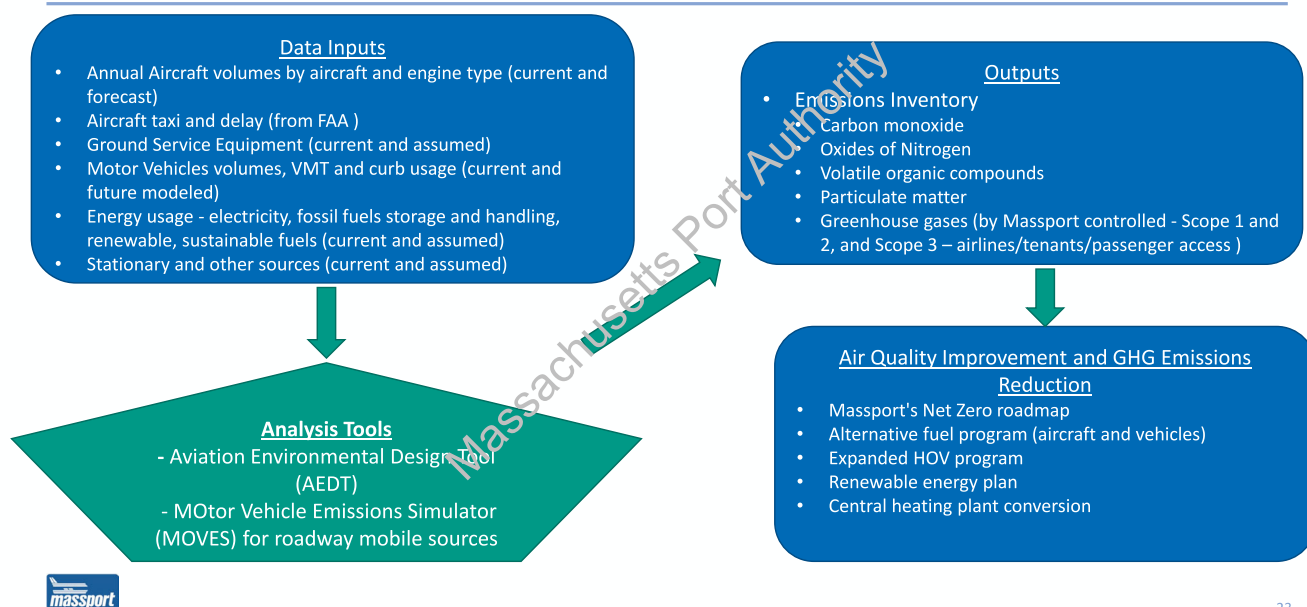 Data Inputs
• Annual Aircraft volumes by aircraft and engine type (current and
forecast)
• Aircraft taxi and delay (from FAA )
• Ground Service Equipment (current and assumed)
• Motor Vehicles volumes, VMT and curb usage (current and
future modeled)
• Energy usage - electricity, fossil fuels storage and handling,
renewable, sustainable fuels (current and assumed)
• Stationary and other sources (current and assumed)
Analysis Tools
- Aviation Environmental Design Tool
(AEDT)
- MOtor Vehicle Emissions Simulator
(MOVES) for roadway mobile sources
Outputs
• Emissions Inventory
• Carbon monoxide
• Oxides of Nitrogen
• Volatile organic compounds
• Particulate matter
• Greenhouse gases (by Massport controlled - Scope 1 and
2, and Scope 3 – airlines/tenants/passenger access )
Air Quality Improvement and GHG Emissions
Reduction
• Massport's Net Zero roadmap
• Alternative fuel program (aircraft and vehicles)
• Expanded HOV program
• Renewable energy plan
• Central heating plant conversion
Massachusetts Port Authority
massport